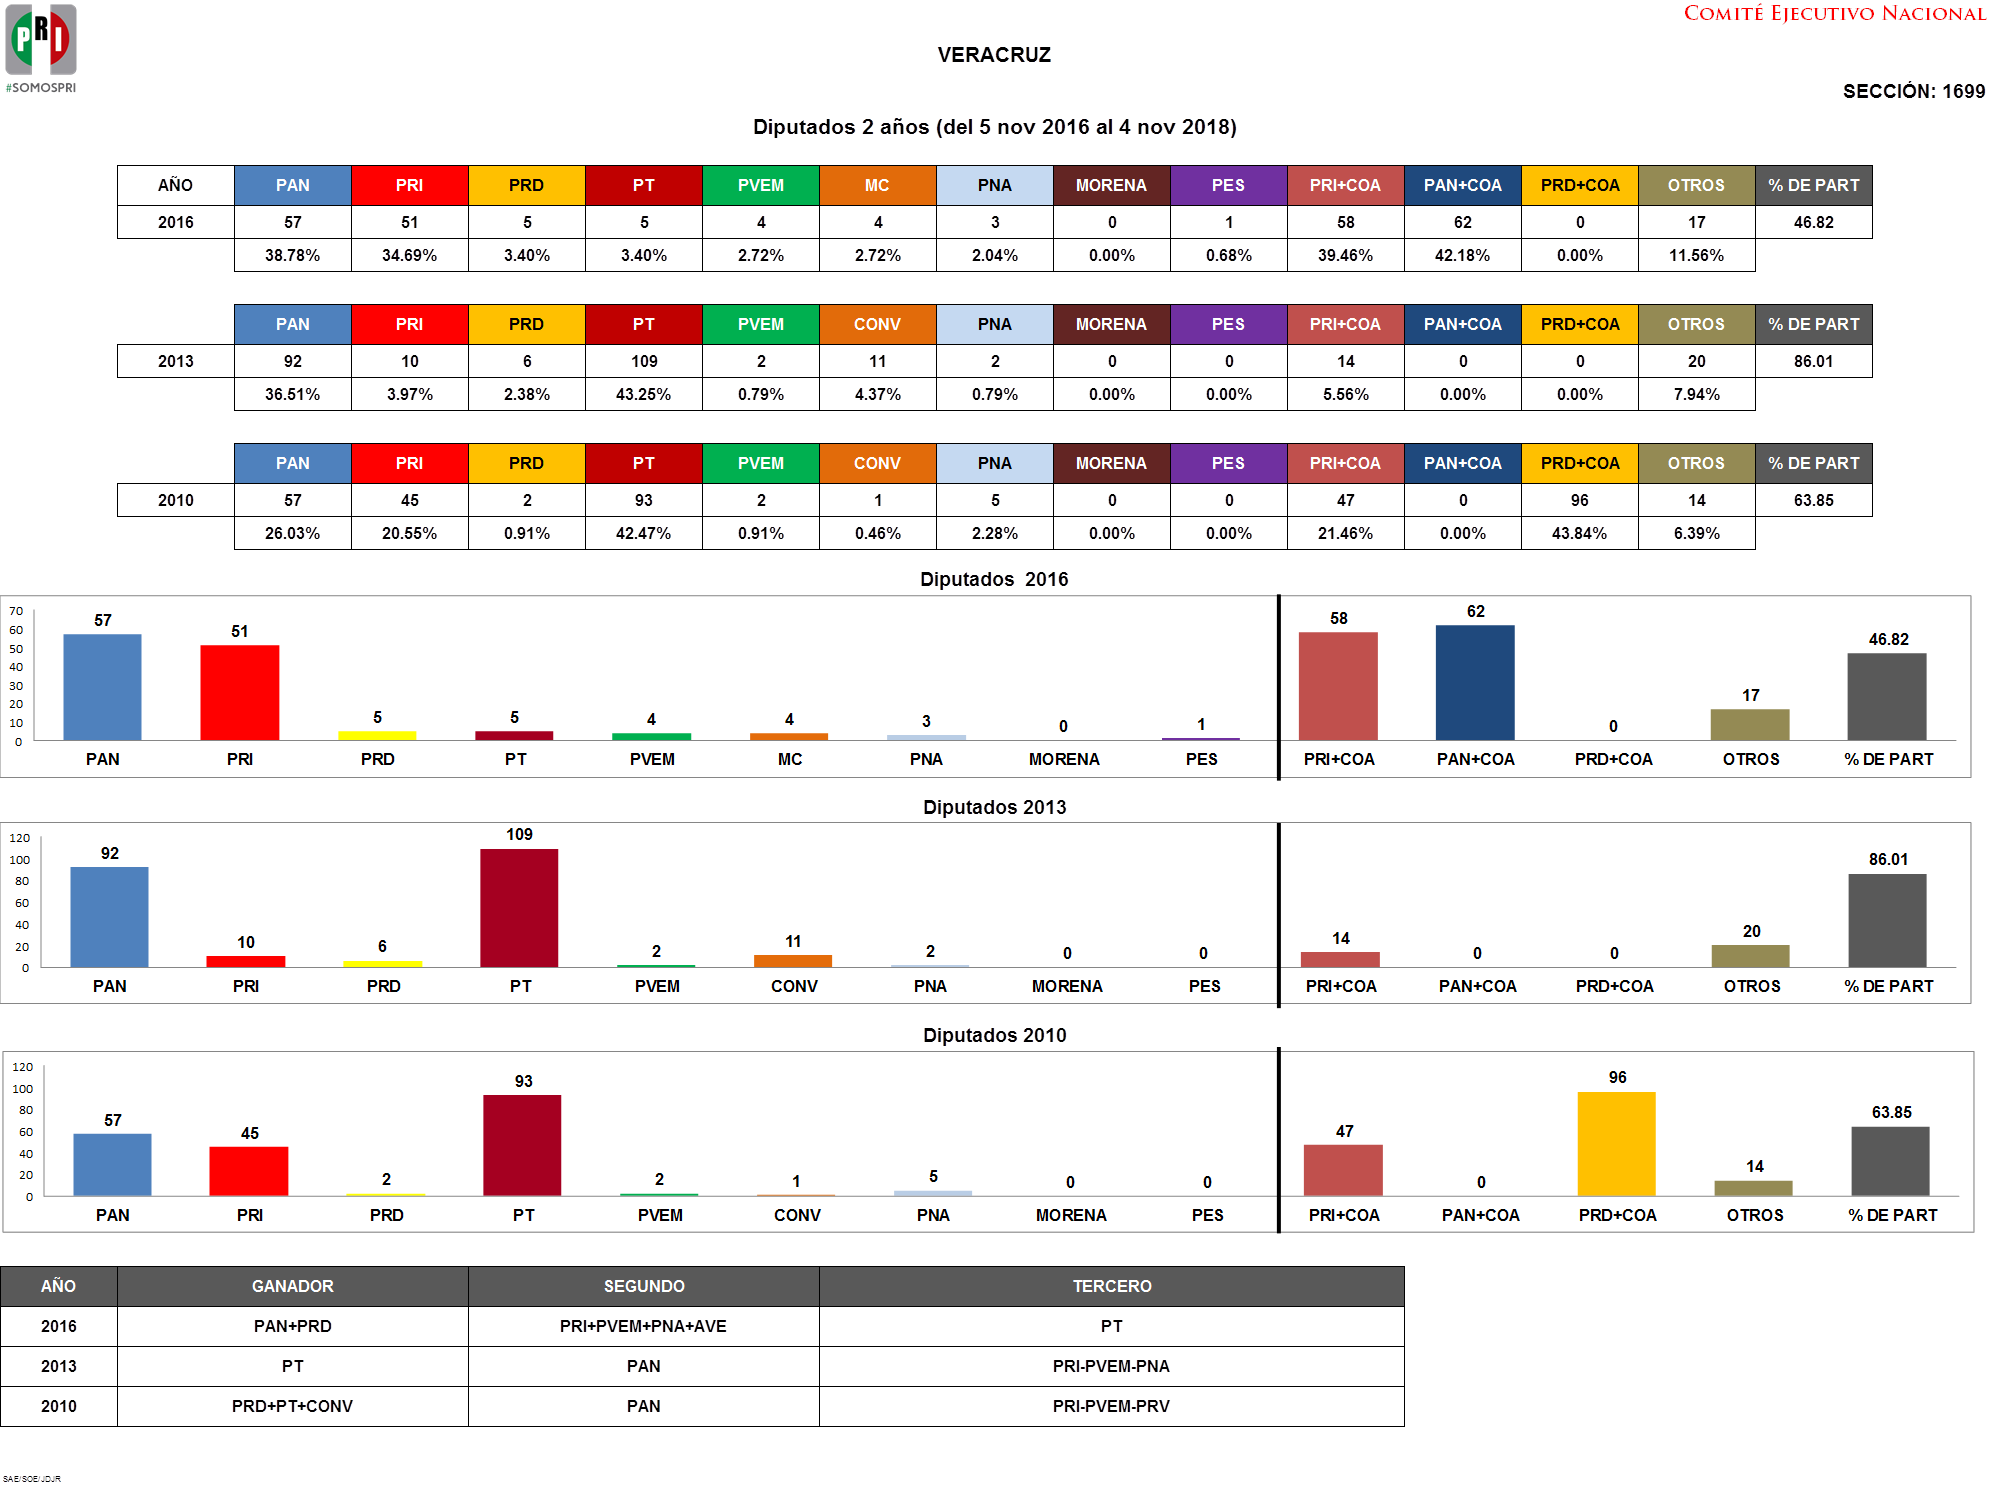 COMITÉ EJECUTIVO NACIONAL
PRI
#SOMOSPRI
VERACRUZ
SECCIÓN: 1699
Diputados 2 años (del 5 nov 2016 al 4 nov 2018)
AÑO PAN PRI PRD PT PVEM MC PNA MORENA PES PRI+COA PAN+COA PRD+COA OTROS % DE PART
2016 57 51 5 5 4 4 3 0 1 58 62 0 17 46.82
38.78% 34.69% 3.40% 3.40% 2.72% 2.72% 2.04% 0.00% 0.68% 39.46% 42.18% 0.00% 11.56%
PAN PRI PRD PT PVEM CONV PNA MORENA PES PRI+COA PAN+COA PRD+COA OTROS % DE PART
2013 92 10 6 109 2 11 2 0 0 14 0 0 20 86.01
36.51% 3.97% 2.38% 43.25% 0.79% 4.37% 0.79% 0.00% 0.00% 5.56% 0.00% 0.00% 7.94%
PAN PRI PRD PT PVEM CONV PNA MORENA PES PRI+COA PAN+COA PRD+COA OTROS % DE PART
2010 57 45 2 93 2 1 5 0 0 47 0 96 14 63.85
26.03% 20.55% 0.91% 42.47% 0.91% 0.46% 2.28% 0.00% 0.00% 21.46% 0.00% 43.84% 6.39%
Diputados 2016
70
60
50
40
30
20
10
0
57 51 5 5 4 4 3 0 1 58 62 0 17 46.82
PAN PRI PRD PT PVEM MC PNA MORENA PES PRI+COA PAN+COA PRD+COA OTROS % DE PART
Diputados 2013
120
100
80
60
40
20
0
92 10 6 109 2 11 2 0 0 14 0 0 20 86.01
PAN PRI PRD PT PVEM CONV PNA MORENA PES PRI+COA PAN+COA PRD+COA OTROS % DE PART
Diputados 2010
120
100
80
60
40
20
0
57 45 2 93 2 1 5 0 0 47 0 96 14 63.85
PAN PRI PRD PT PVEM CONV PNA MORENA PES PRI+COA PAN+COA PRD+COA OTROS % DE PART
AÑO GANADOR SEGUNDO TERCERO
2016 PAN+PRD PRI+PVEM+PNA+AVE PT
2013 PT PAN PRI-PVEM-PNA
2010 PRD+PT+CONV PAN PRI-PVEM-PRV
SAE/SOE/JDJR